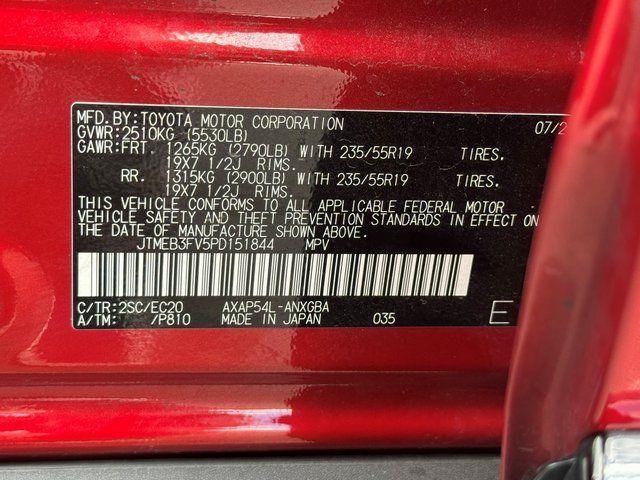 MFD.BY:TOYOTA MOTOR CORPORATION 07/2
GVWR:2510KG (5530LB)
GAWR:FRT. 1265KG (2790LB) WITH 235/55R19 TIRES.
19X7 1/2J RIMS.
RR. 1315KG (2900LB) WITH 235/55R19 TIRES.
19X7 1/2J RIMS.
THIS VEHICLE CONFORMS TO ALL APPLICABLE FEDERAL MOTOR
VEHICLE SAFETY AND THEFT PREVENTION STANDARDS IN EFFECT ON
THE DATE OF MANUFACTURE SHOWN ABOVE.
JTMEB3FV5PD151844 MPV
C/TR:2SC/EC20 AXAP54L-ANXGBA
A/TM: /P810 MADE IN JAPAN 035 E